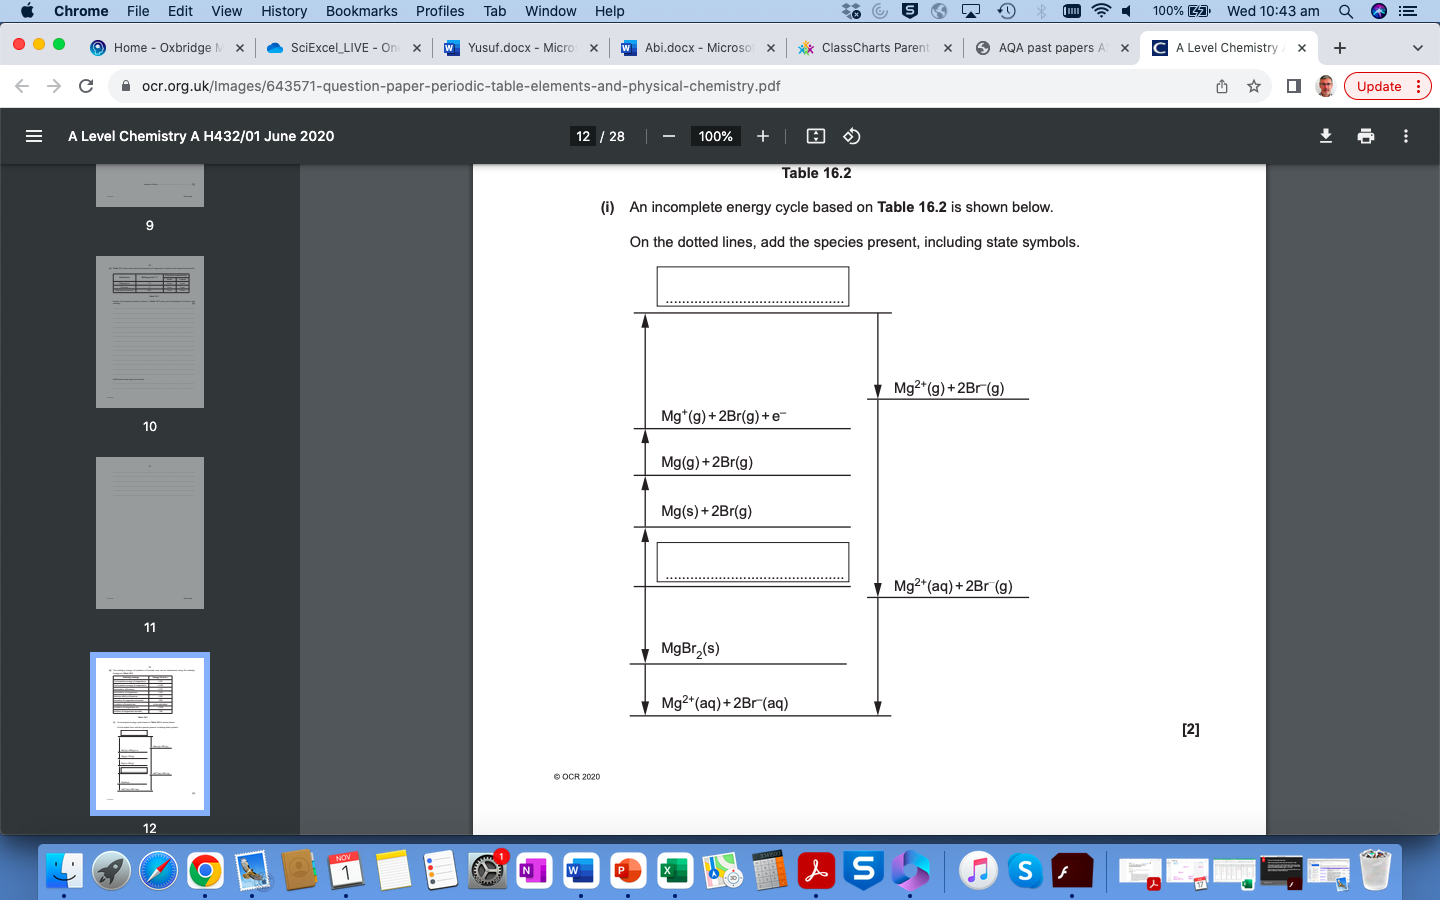 Chrome File Edit View History Bookmarks Profiles Tab Window Help 100% Wed 10:43 am
Home - Oxbridge M
SciExcel_LIVE - On
Yusuf.docx - Micro
Abi.docx - Microso
ClassCharts Parent
AQA past papers A
A Level Chemistry
ocr.org.uk/Images/643571-question-paper-periodic-table-elements-and-physical-chemistry.pdf
Update
A Level Chemistry A H432/01 June 2020
12 / 28
100%
9
10
11
12
Table 16.2
(i) An incomplete energy cycle based on Table 16.2 is shown below.
On the dotted lines, add the species present, including state symbols.
Mg²⁺(g) + 2Br⁻(g)
Mg⁺(g) + 2Br(g) + e⁻
Mg(g) + 2Br(g)
Mg(s) + 2Br(g)
Mg²⁺(aq) + 2Br⁻(g)
MgBr₂(s)
Mg²⁺(aq) + 2Br⁻(aq)
[2]
© OCR 2020
NOV
1
1